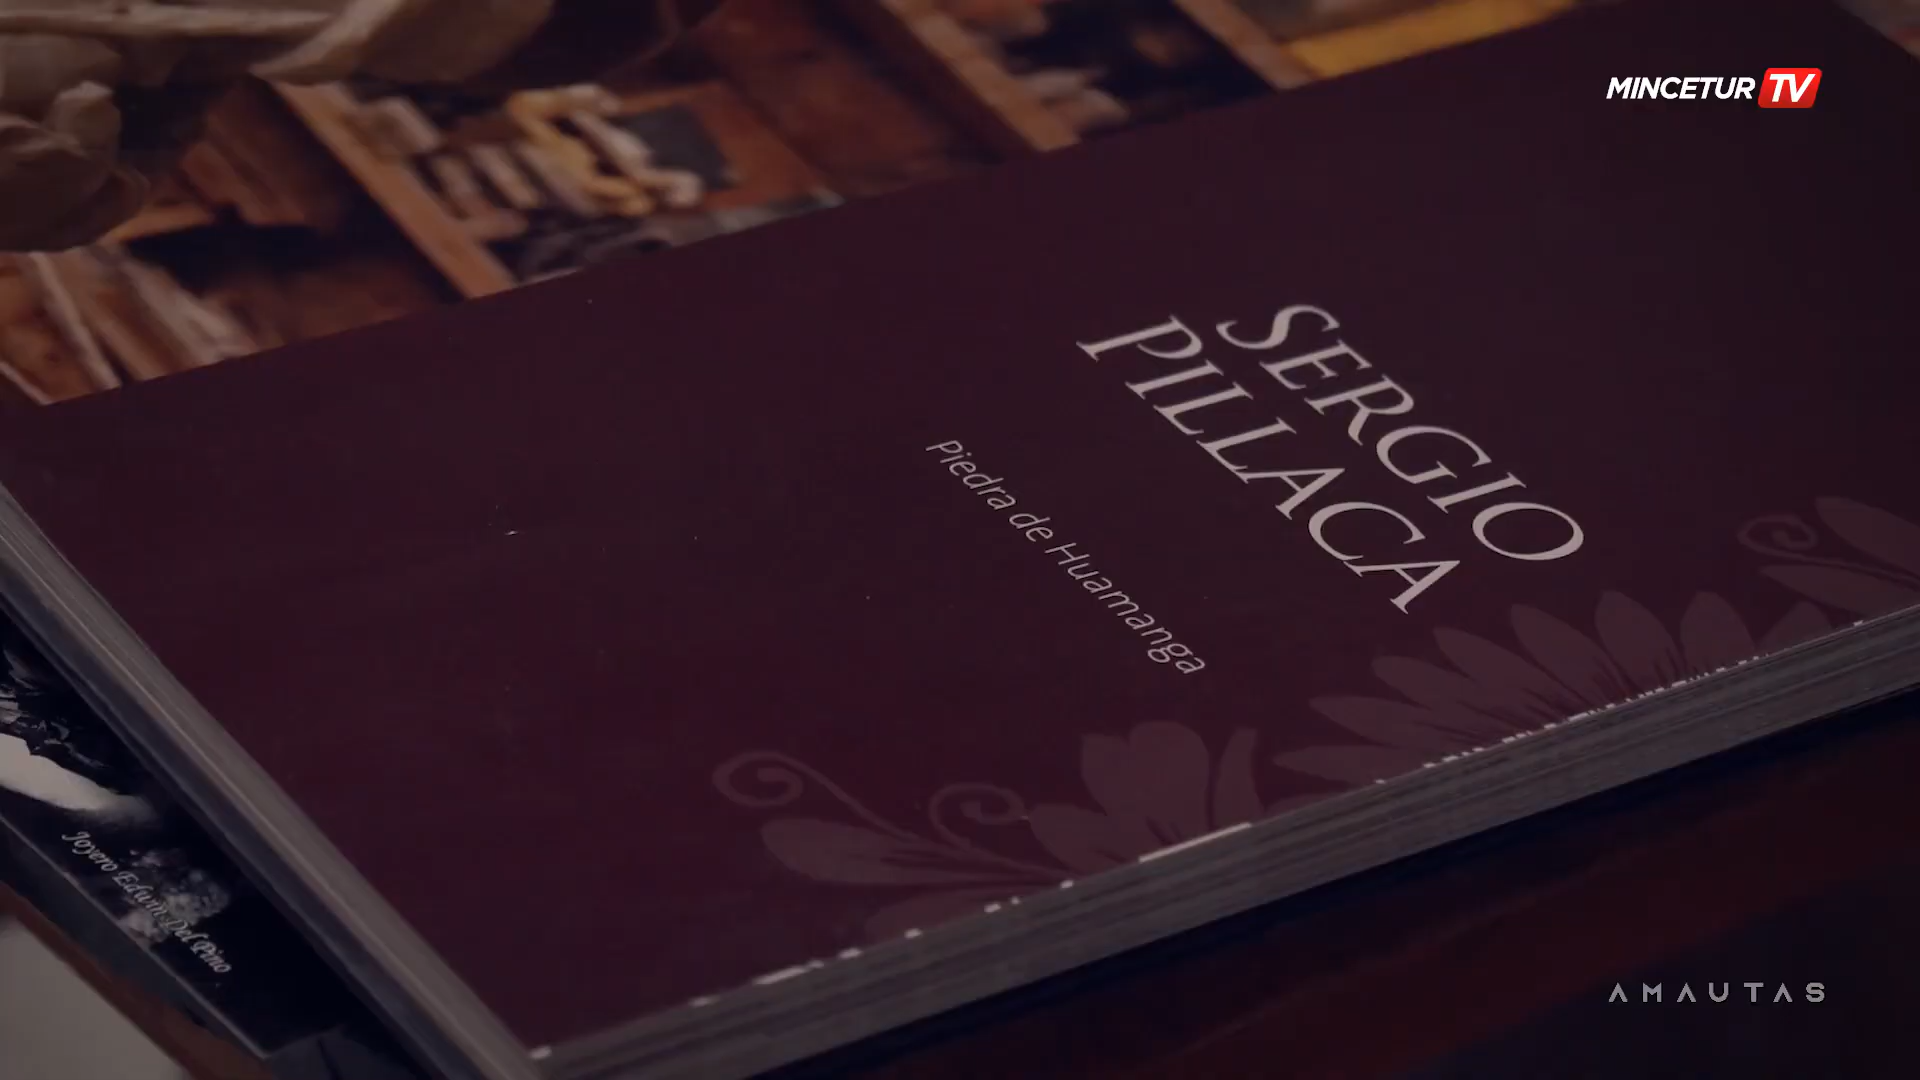 MINCETUR TV
SERGIO
PILLACA
Piedra de Huamanga
Joyero Edwin Del Pino
AMAUTAS